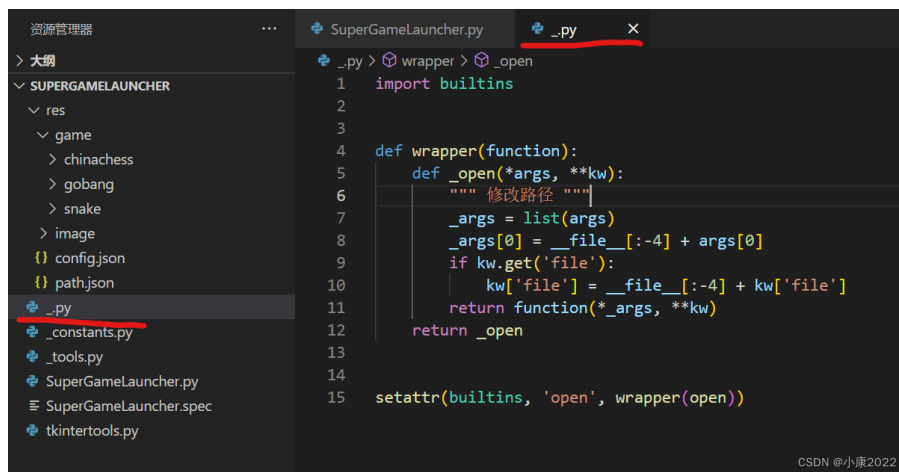 资源管理器
···
SuperGameLauncher.py
_.py
×
大纲
SUPERGAMELAUNCHER
res
game
chinachess
gobang
snake
image
{} config.json
{} path.json
_.py
_constants.py
_tools.py
SuperGameLauncher.py
SuperGameLauncher.spec
tkintertools.py
_.py > wrapper > _open
1 import builtins
2
3
4 def wrapper(function):
5     def _open(*args, **kw):
6         """ 修改路径 """
7         _args = list(args)
8         _args[0] = __file__[:-4] + args[0]
9         if kw.get('file'):
10             kw['file'] = __file__[:-4] + kw['file']
11         return function(*_args, **kw)
12     return _open
13
14
15 setattr(builtins, 'open', wrapper(open))
CSDN @小康2022